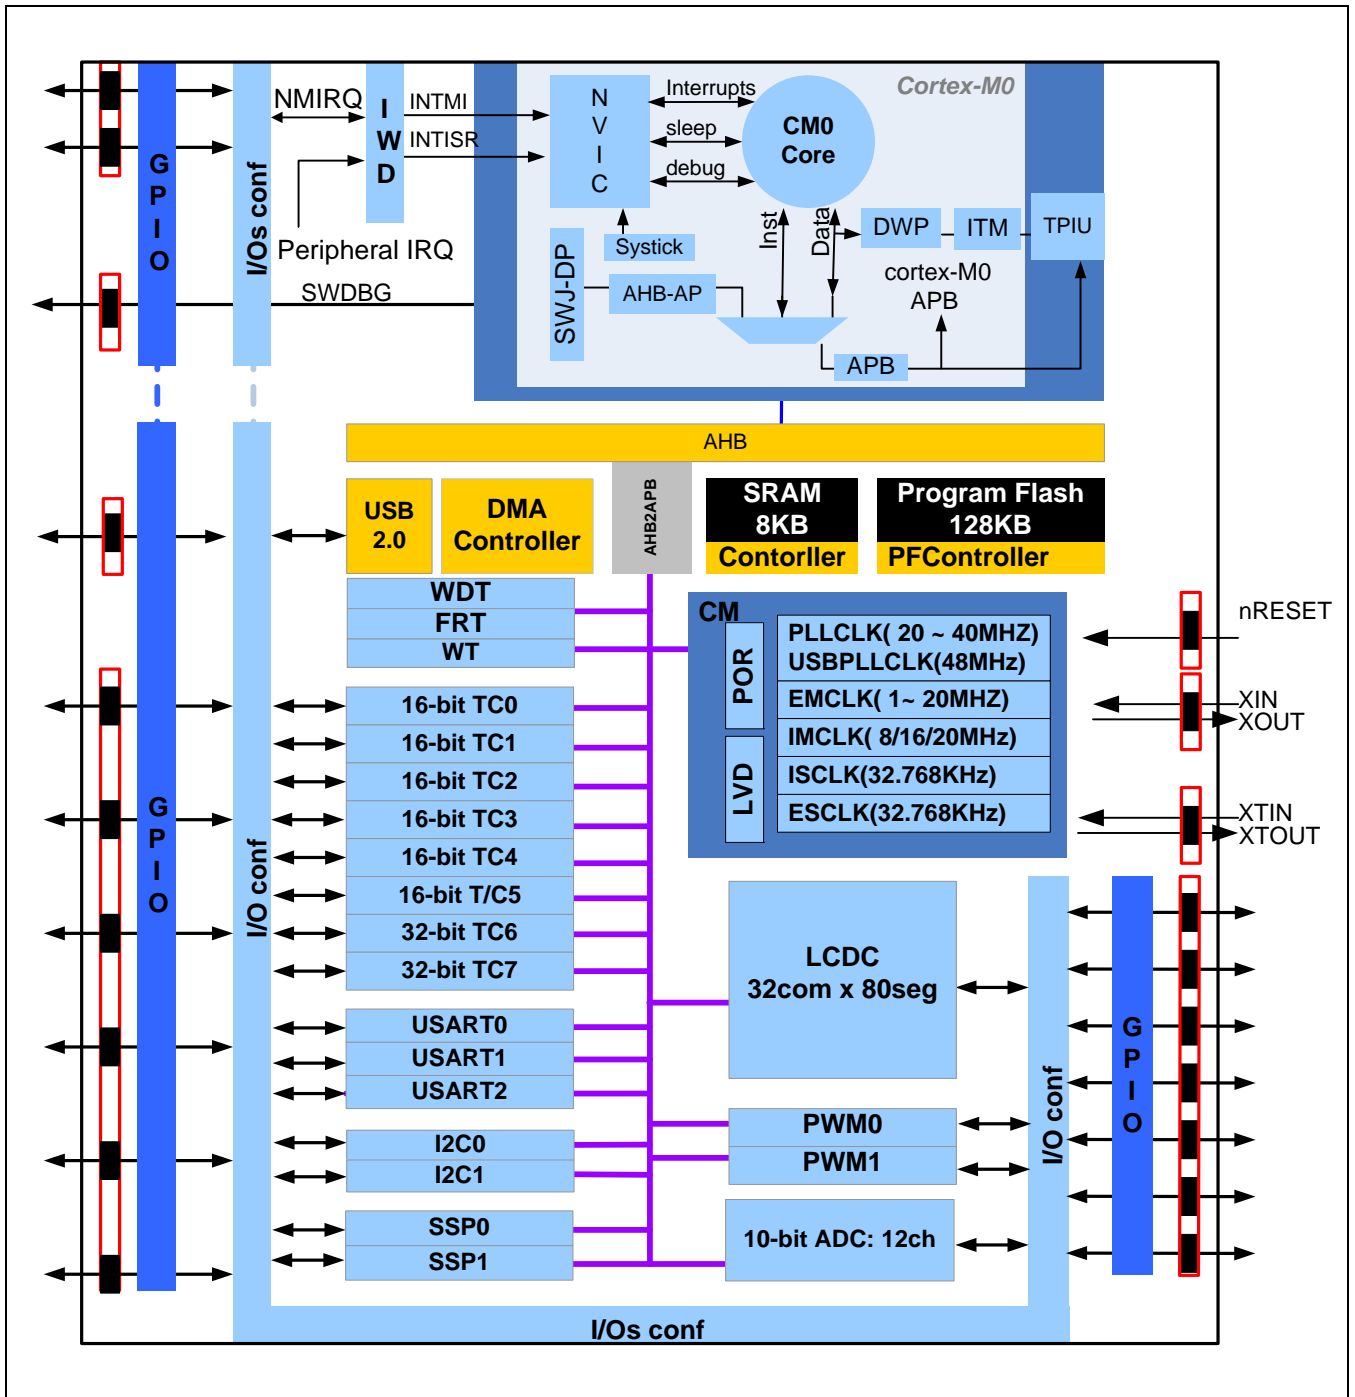 Cortex-M0
NMIRQ
I
W
D
INTMI
INTISR
Peripheral IRQ
SWDBG
N
V
I
C
Interrupts
sleep
debug
CM0
Core
Systick
SWJ-DP
AHB-AP
Inst
Data
DWP
ITM
TPIU
cortex-M0
APB
APB
G
P
I
O
I/Os conf
AHB
USB
2.0
DMA
Controller
AHB2APB
SRAM
8KB
Contorller
Program Flash
128KB
PFController
WDT
FRT
WT
CM
POR
LVD
PLLCLK( 20 ~ 40MHZ)
USBPLLCLK(48MHz)
EMCLK( 1~ 20MHZ)
IMCLK( 8/16/20MHz)
ISCLK(32.768KHz)
ESCLK(32.768KHz)
nRESET
XIN
XOUT
XTIN
XTOUT
G
P
I
O
I/O conf
16-bit TC0
16-bit TC1
16-bit TC2
16-bit TC3
16-bit TC4
16-bit T/C5
32-bit TC6
32-bit TC7
USART0
USART1
USART2
I2C0
I2C1
SSP0
SSP1
LCDC
32com x 80seg
PWM0
PWM1
10-bit ADC: 12ch
I/O conf
G
P
I
O
I/Os conf